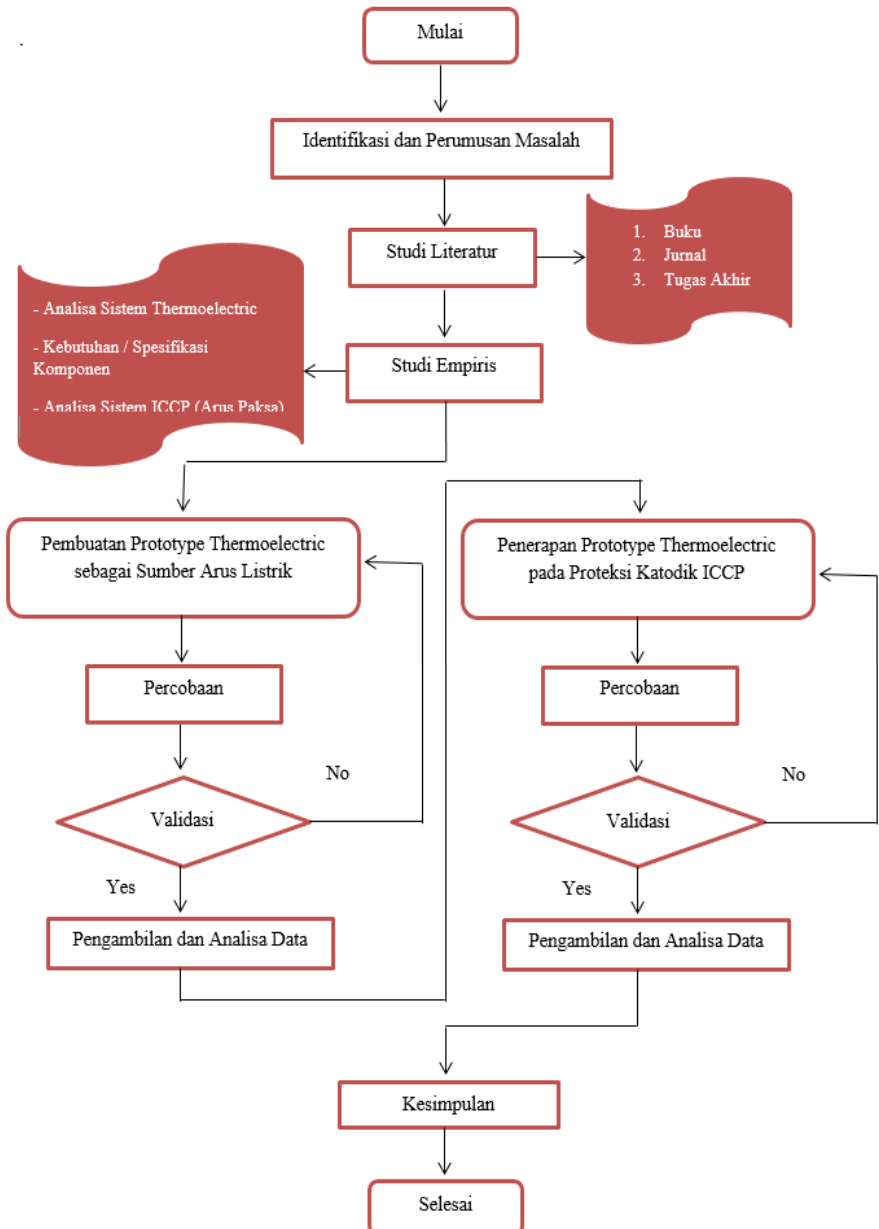 Mulai
Identifikasi dan Perumusan Masalah
Studi Literatur
1. Buku
2. Jurnal
3. Tugas Akhir
- Analisa Sistem Thermoelectric
- Kebutuhan / Spesifikasi
Komponen
- Analisa Sistem ICCP (Arus Paksa)
Studi Empiris
Pembuatan Prototype Thermoelectric
sebagai Sumber Arus Listrik
Percobaan
Validasi
No
Yes
Pengambilan dan Analisa Data
Penerapan Prototype Thermoelectric
pada Proteksi Katodik ICCP
Percobaan
Validasi
No
Yes
Pengambilan dan Analisa Data
Kesimpulan
Selesai